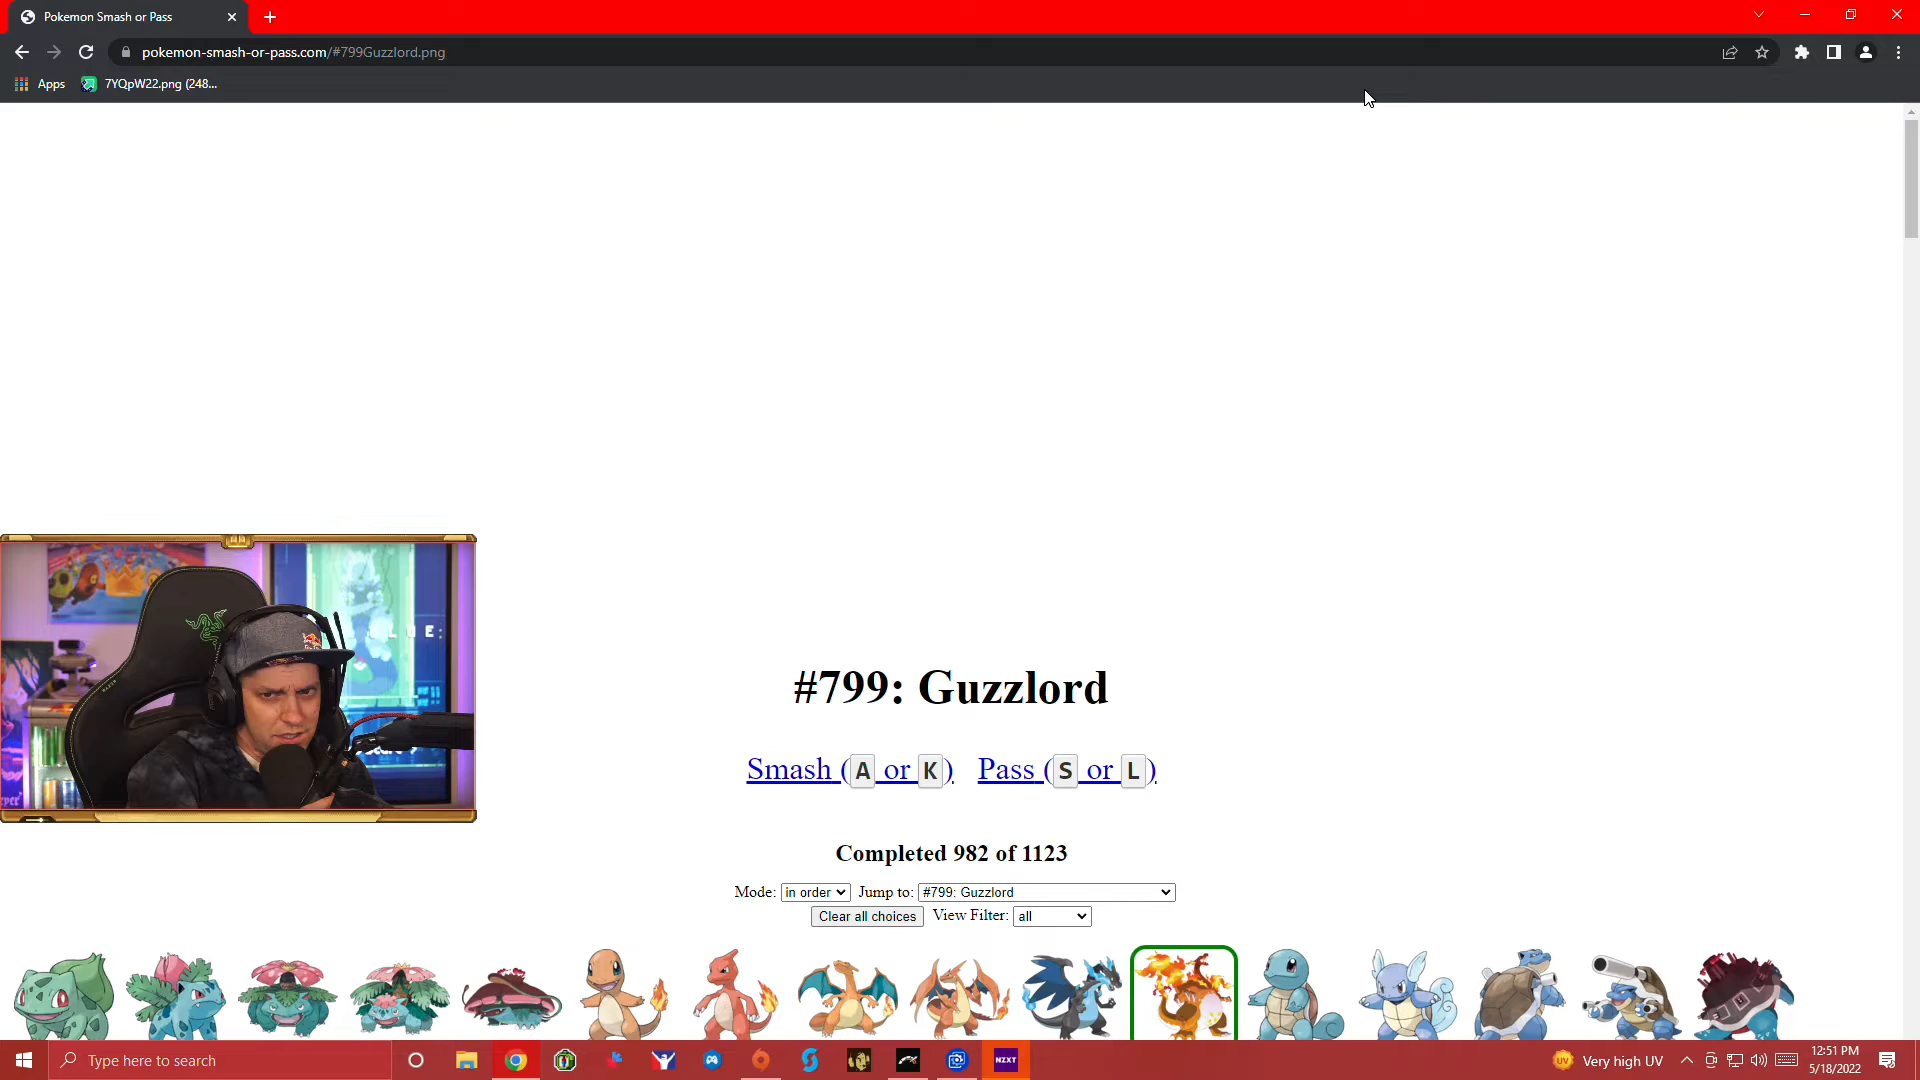 Pokemon Smash or Pass
pokemon-smash-or-pass.com/#799Guzzlord.png
Apps
7YQpW22.png (248...
#799: Guzzlord
Smash (A or K) Pass (S or L)
Completed 982 of 1123
Mode: in order Jump to: #799: Guzzlord
Clear all choices View Filter: all
Type here to search
NZXT
UV
Very high UV
12:51 PM
5/18/2022